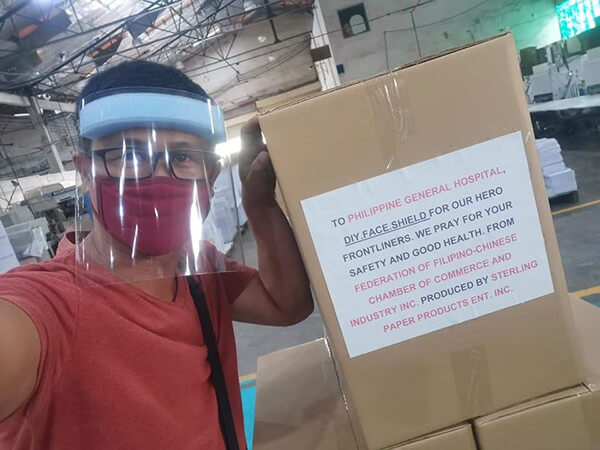 TO PHILIPPINE GENERAL HOSPITAL,
DIY FACE SHIELD FOR OUR HERO
FRONTLINERS. WE PRAY FOR YOUR
SAFETY AND GOOD HEALTH. FROM
FEDERATION OF FILIPINO-CHINESE
CHAMBER OF COMMERCE AND
INDUSTRY INC. PRODUCED BY STERLING
PAPER PRODUCTS ENT. INC.